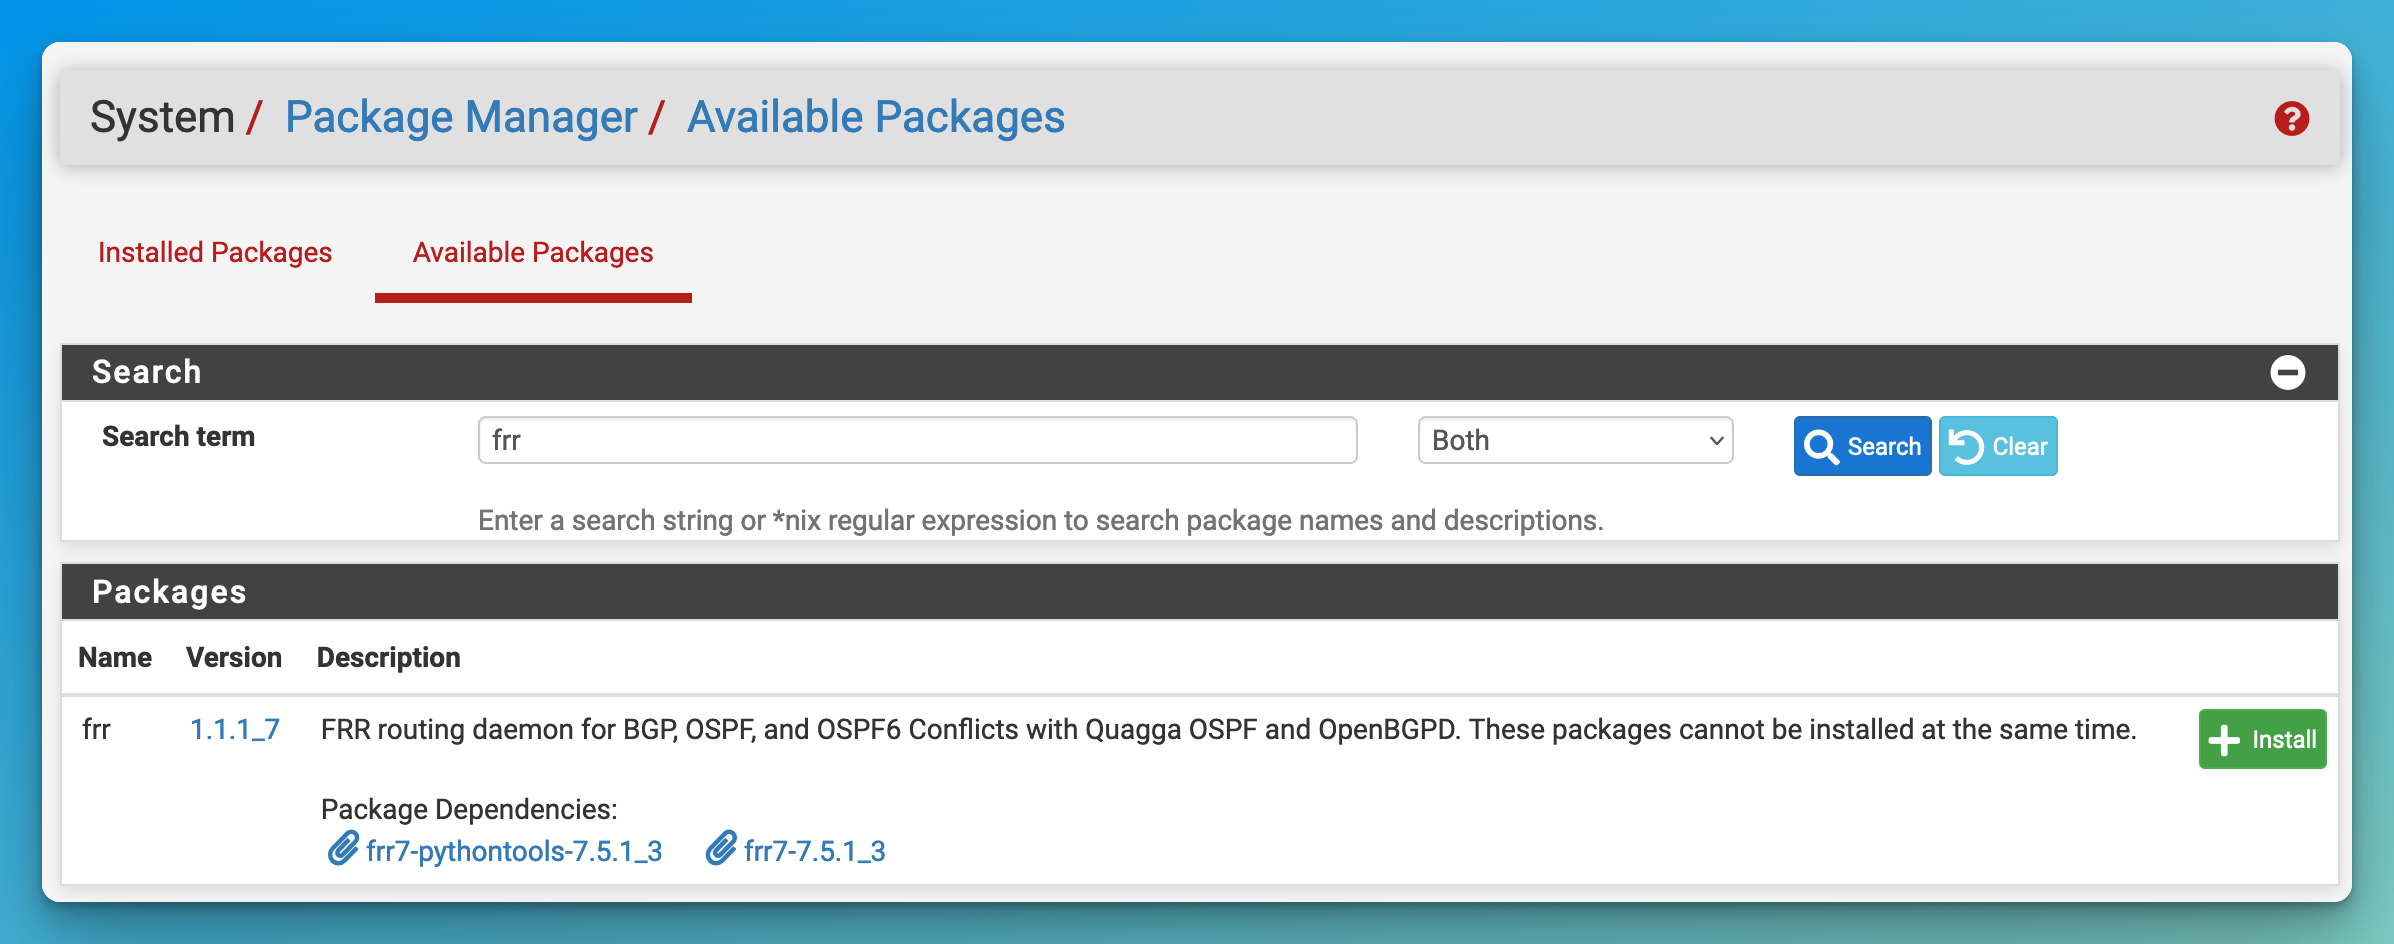 System / Package Manager / Available Packages
Installed Packages Available Packages
Search
Search term frr Both Search Clear
Enter a search string or *nix regular expression to search package names and descriptions.
Packages
Name Version Description
frr 1.1.1_7 FRR routing daemon for BGP, OSPF, and OSPF6 Conflicts with Quagga OSPF and OpenBGPD. These packages cannot be installed at the same time. Install
Package Dependencies:
frr7-pythontools-7.5.1_3 frr7-7.5.1_3